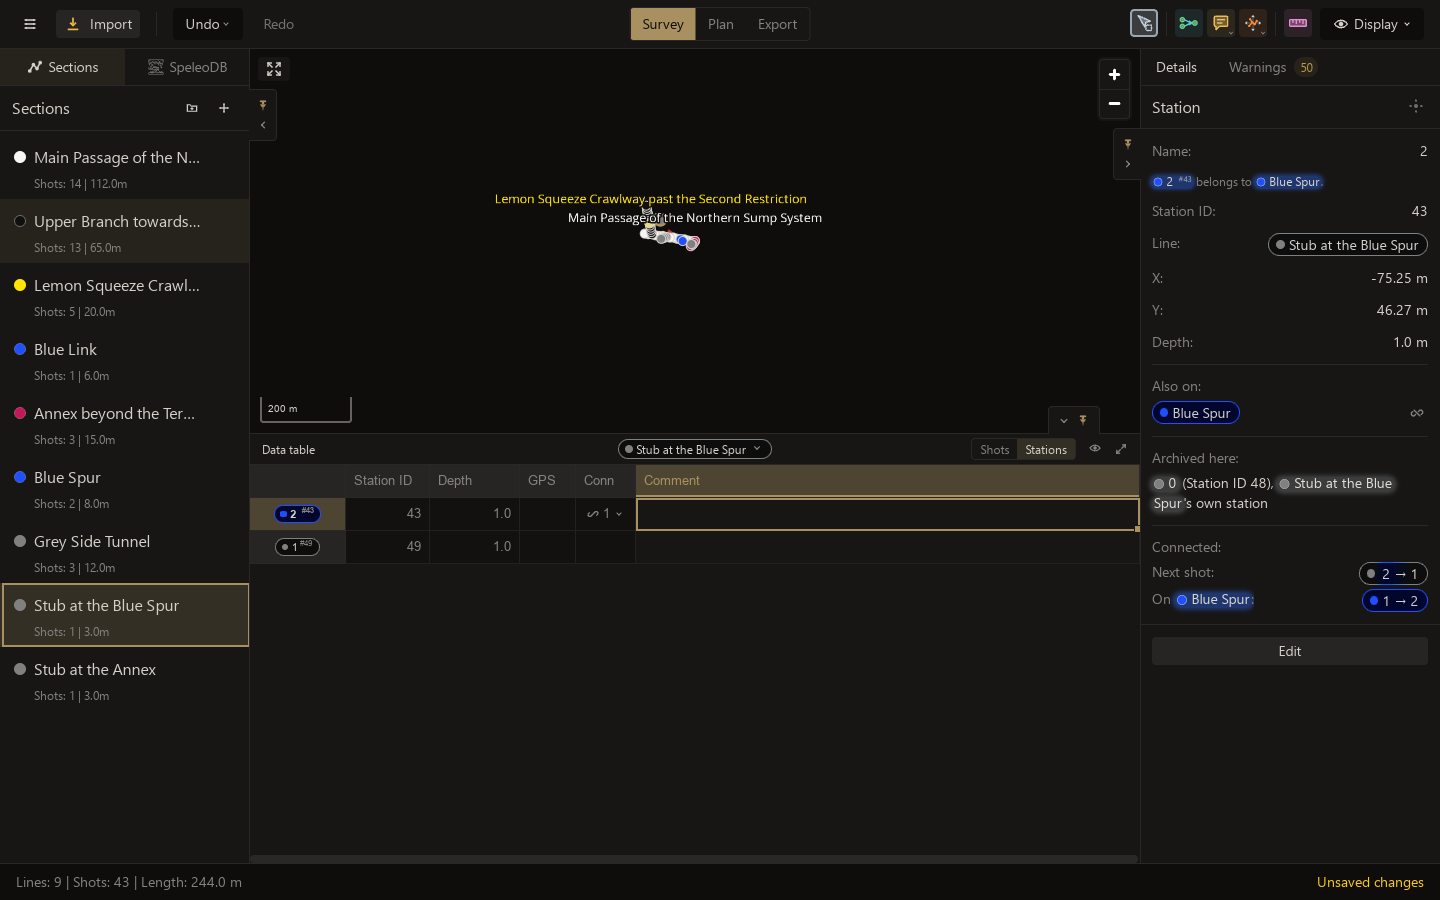 Import
Undo
Redo
Survey
Plan
Export
Display
Sections
SpeleoDB
Sections
Main Passage of the N...
Shots: 14 | 112.0m
Upper Branch towards...
Shots: 13 | 65.0m
Lemon Squeeze Crawl...
Shots: 5 | 20.0m
Blue Link
Shots: 1 | 6.0m
Annex beyond the Ter...
Shots: 3 | 15.0m
Blue Spur
Shots: 2 | 8.0m
Grey Side Tunnel
Shots: 3 | 12.0m
Stub at the Blue Spur
Shots: 1 | 3.0m
Stub at the Annex
Shots: 1 | 3.0m
Lemon Squeeze Crawlway past the Second Restriction
Main Passage of the Northern Sump System
200 m
Data table
Stub at the Blue Spur
Shots
Stations
Station ID Depth GPS Conn Comment
2 #43 43 1.0 1
1 #49 49 1.0
Details
Warnings 50
Station
Name: 2
2 #43 belongs to Blue Spur.
Station ID: 43
Line: Stub at the Blue Spur
X: -75.25 m
Y: 46.27 m
Depth: 1.0 m
Also on:
Blue Spur
Archived here:
0 (Station ID 48), Stub at the Blue
Spur's own station
Connected:
Next shot: 2 → 1
On Blue Spur: 1 → 2
Edit
Lines: 9 | Shots: 43 | Length: 244.0 m
Unsaved changes